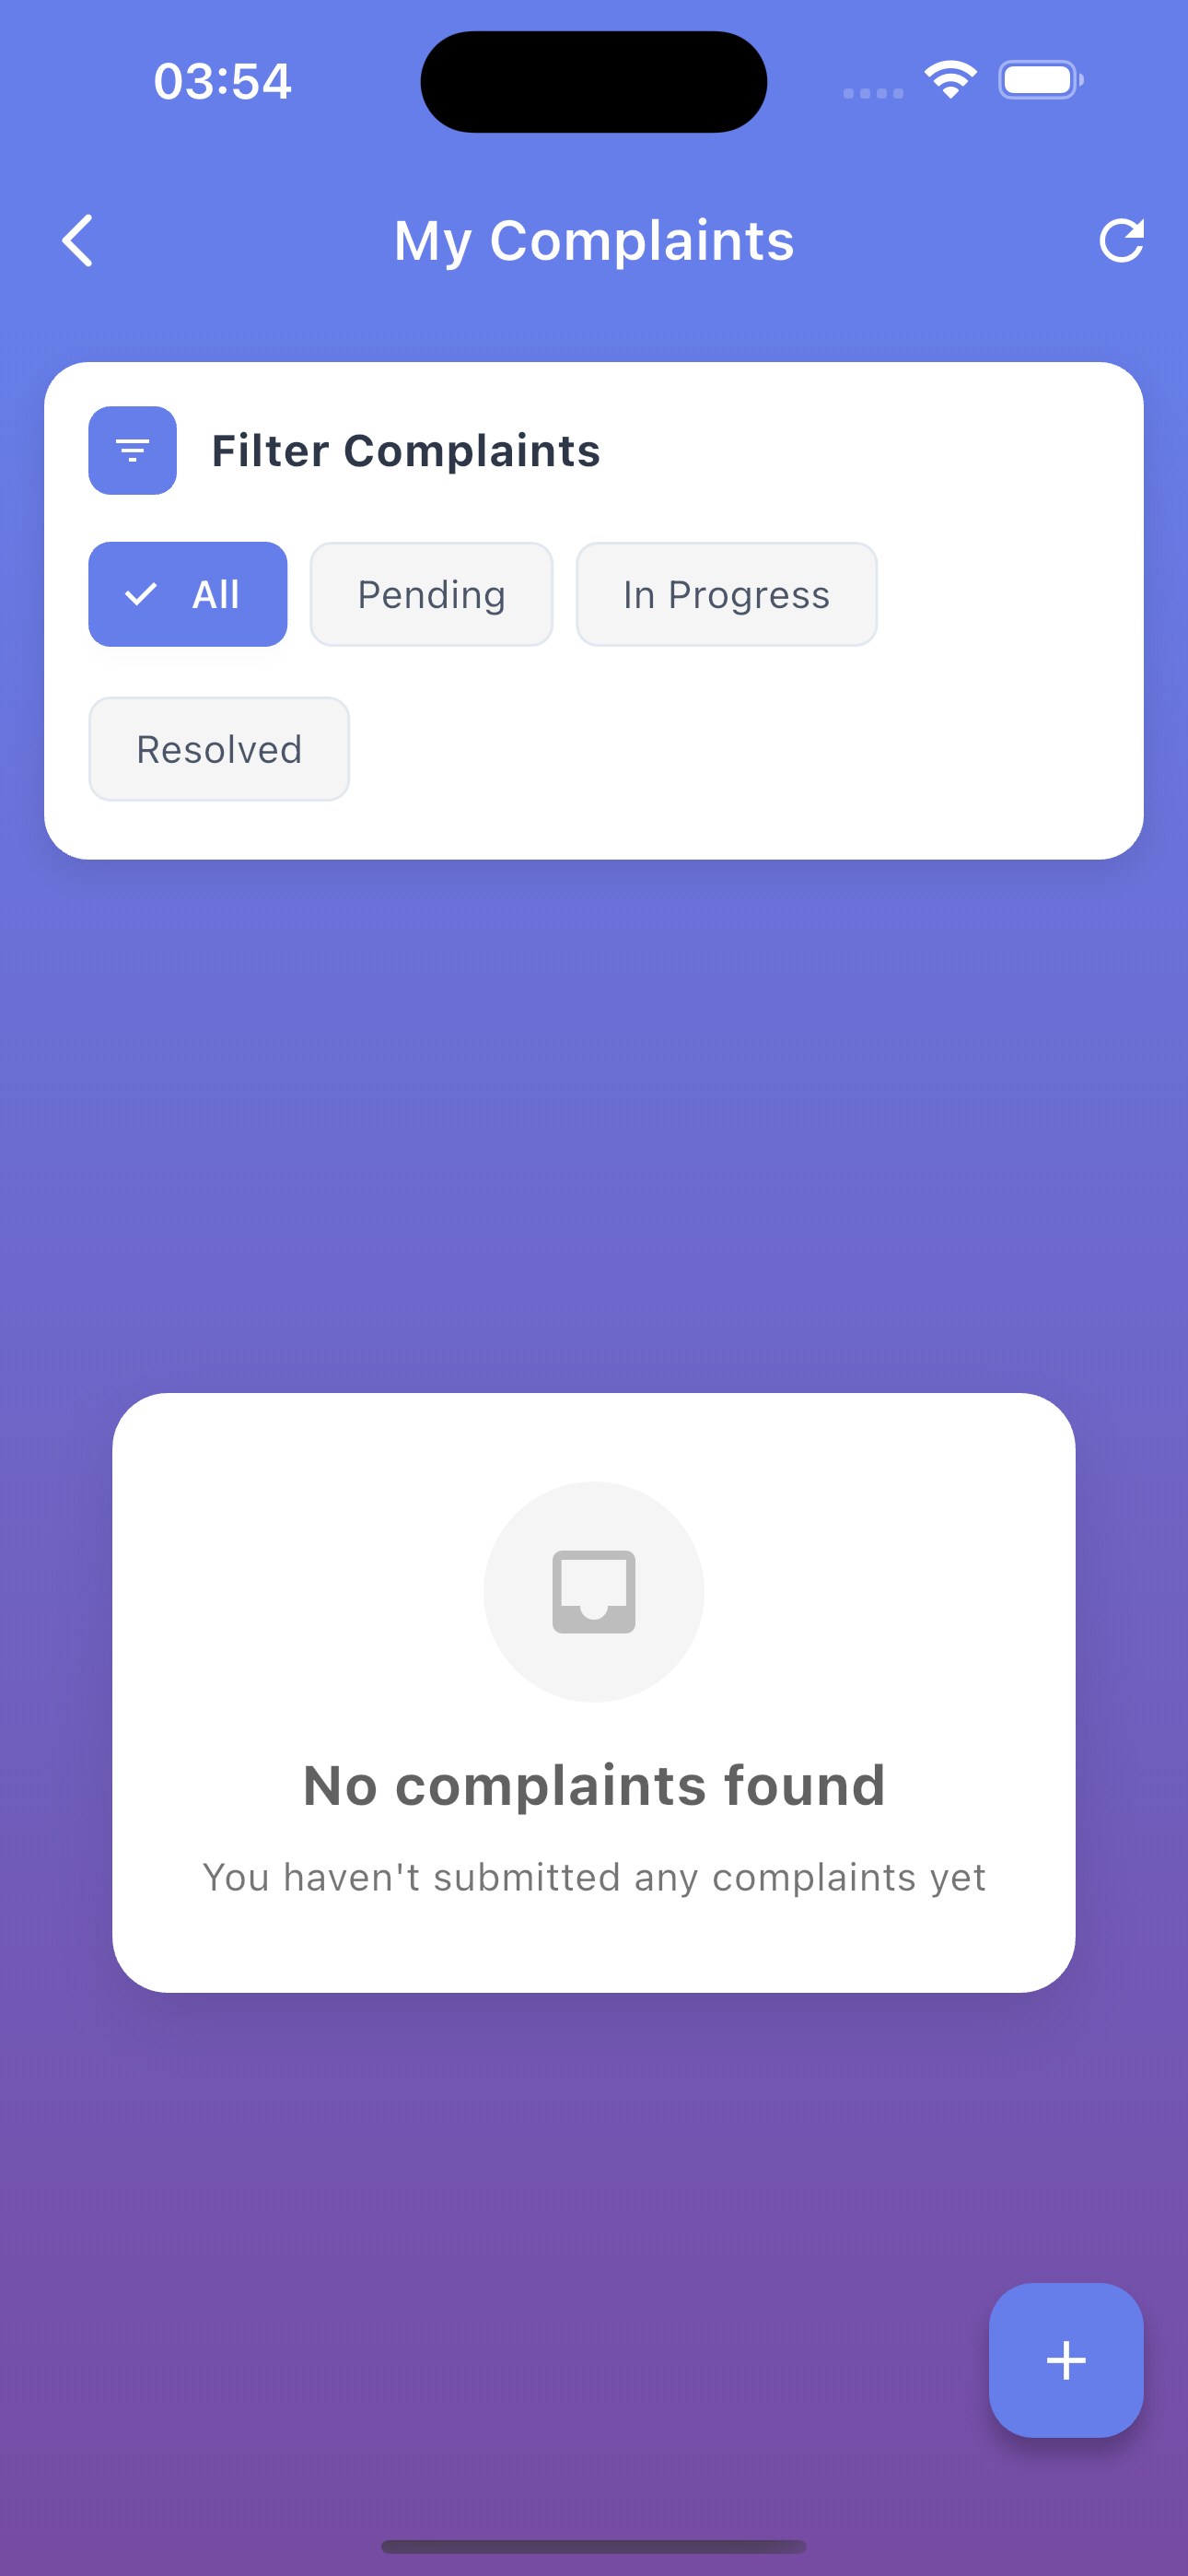 03:54
My Complaints
Filter Complaints
All Pending In Progress
Resolved
No complaints found
You haven't submitted any complaints yet